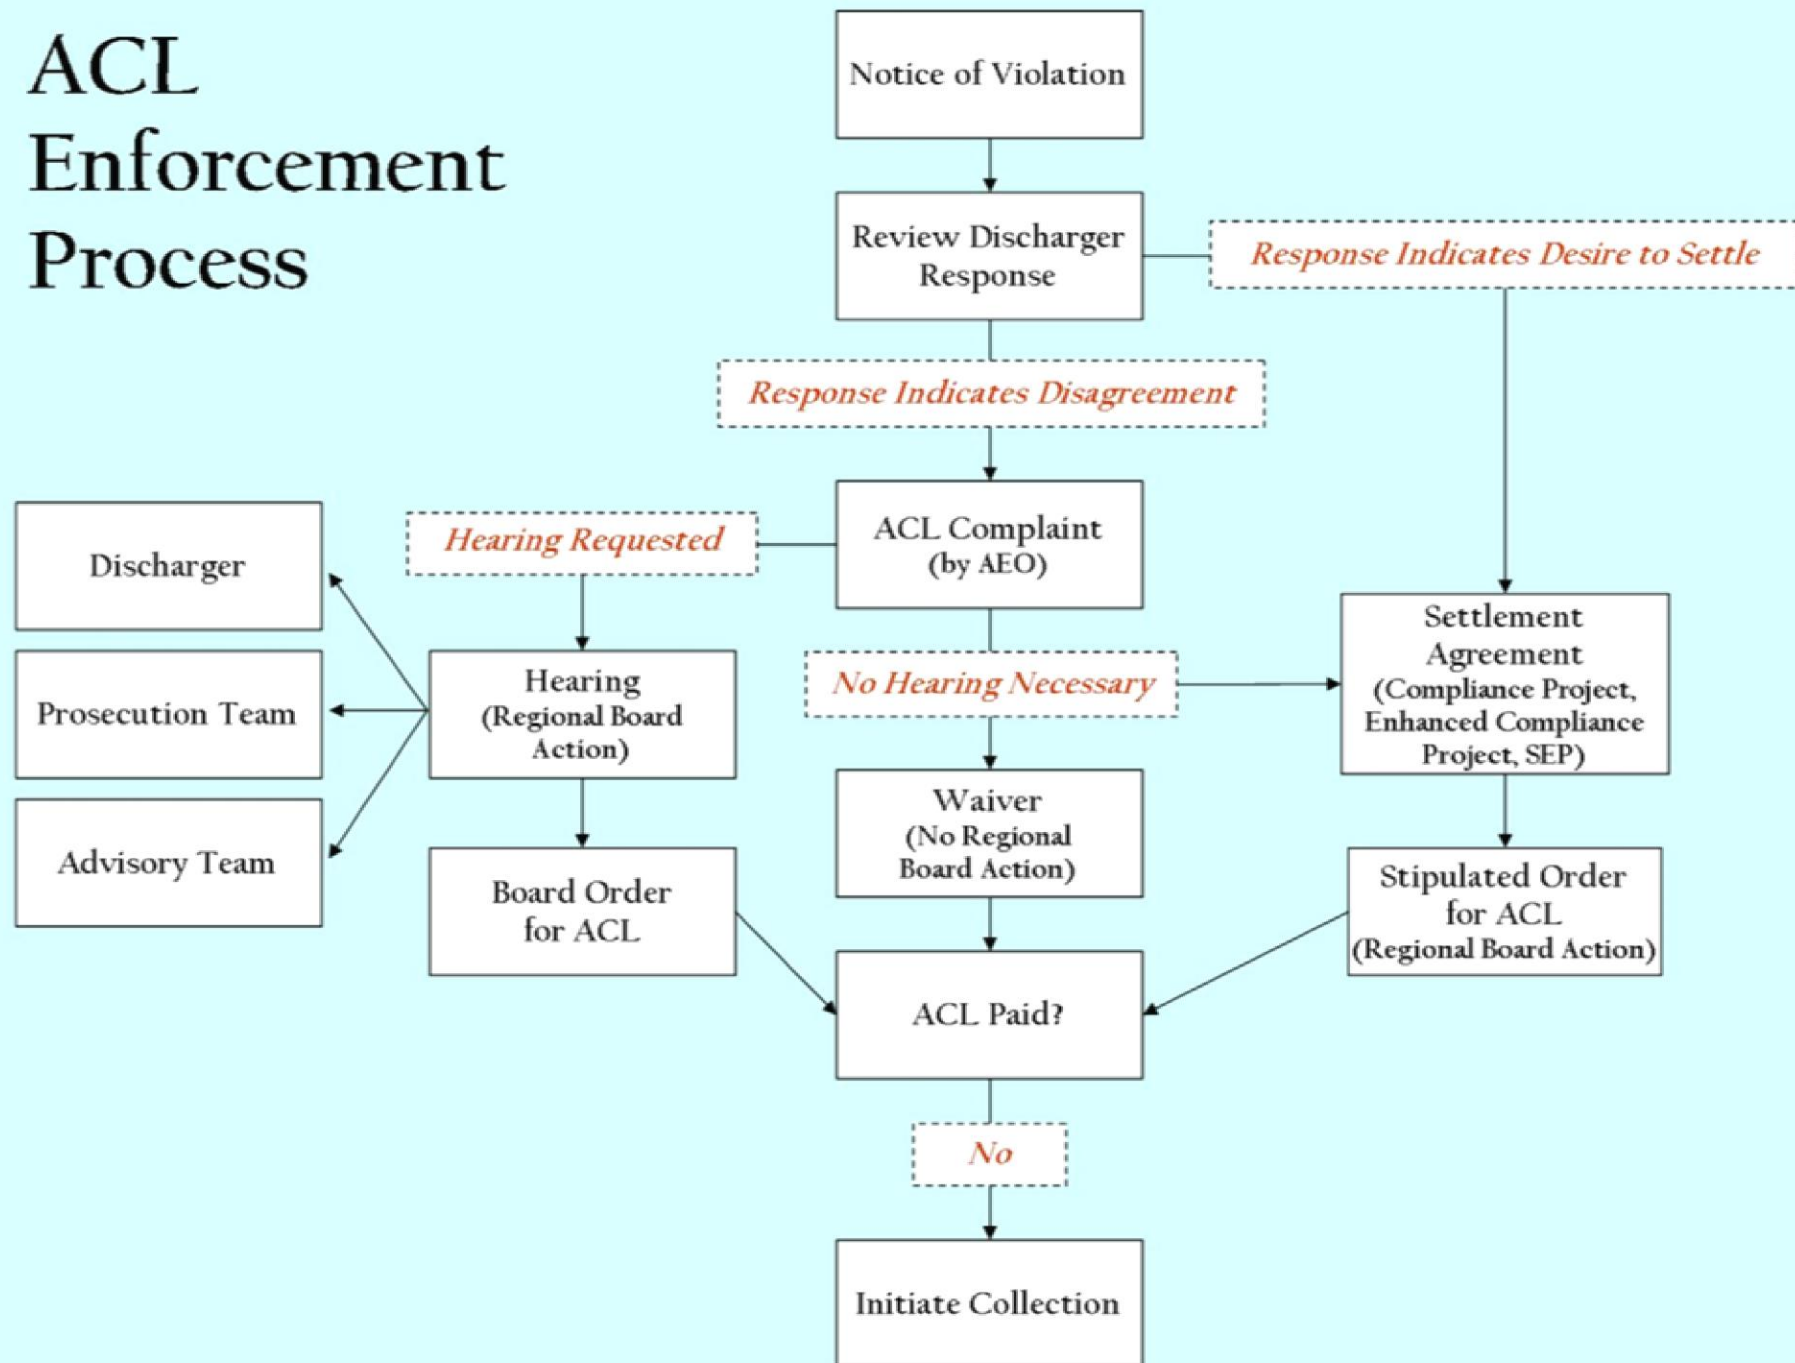 ACL
Enforcement
Process
Notice of Violation
Review Discharger
Response
Response Indicates Desire to Settle
Response Indicates Disagreement
ACL Complaint
(by AEO)
Hearing Requested
Discharger
Prosecution Team
Advisory Team
Hearing
(Regional Board
Action)
No Hearing Necessary
Settlement
Agreement
(Compliance Project,
Enhanced Compliance
Project, SEP)
Waiver
(No Regional
Board Action)
Board Order
for ACL
Stipulated Order
for ACL
(Regional Board Action)
ACL Paid?
No
Initiate Collection